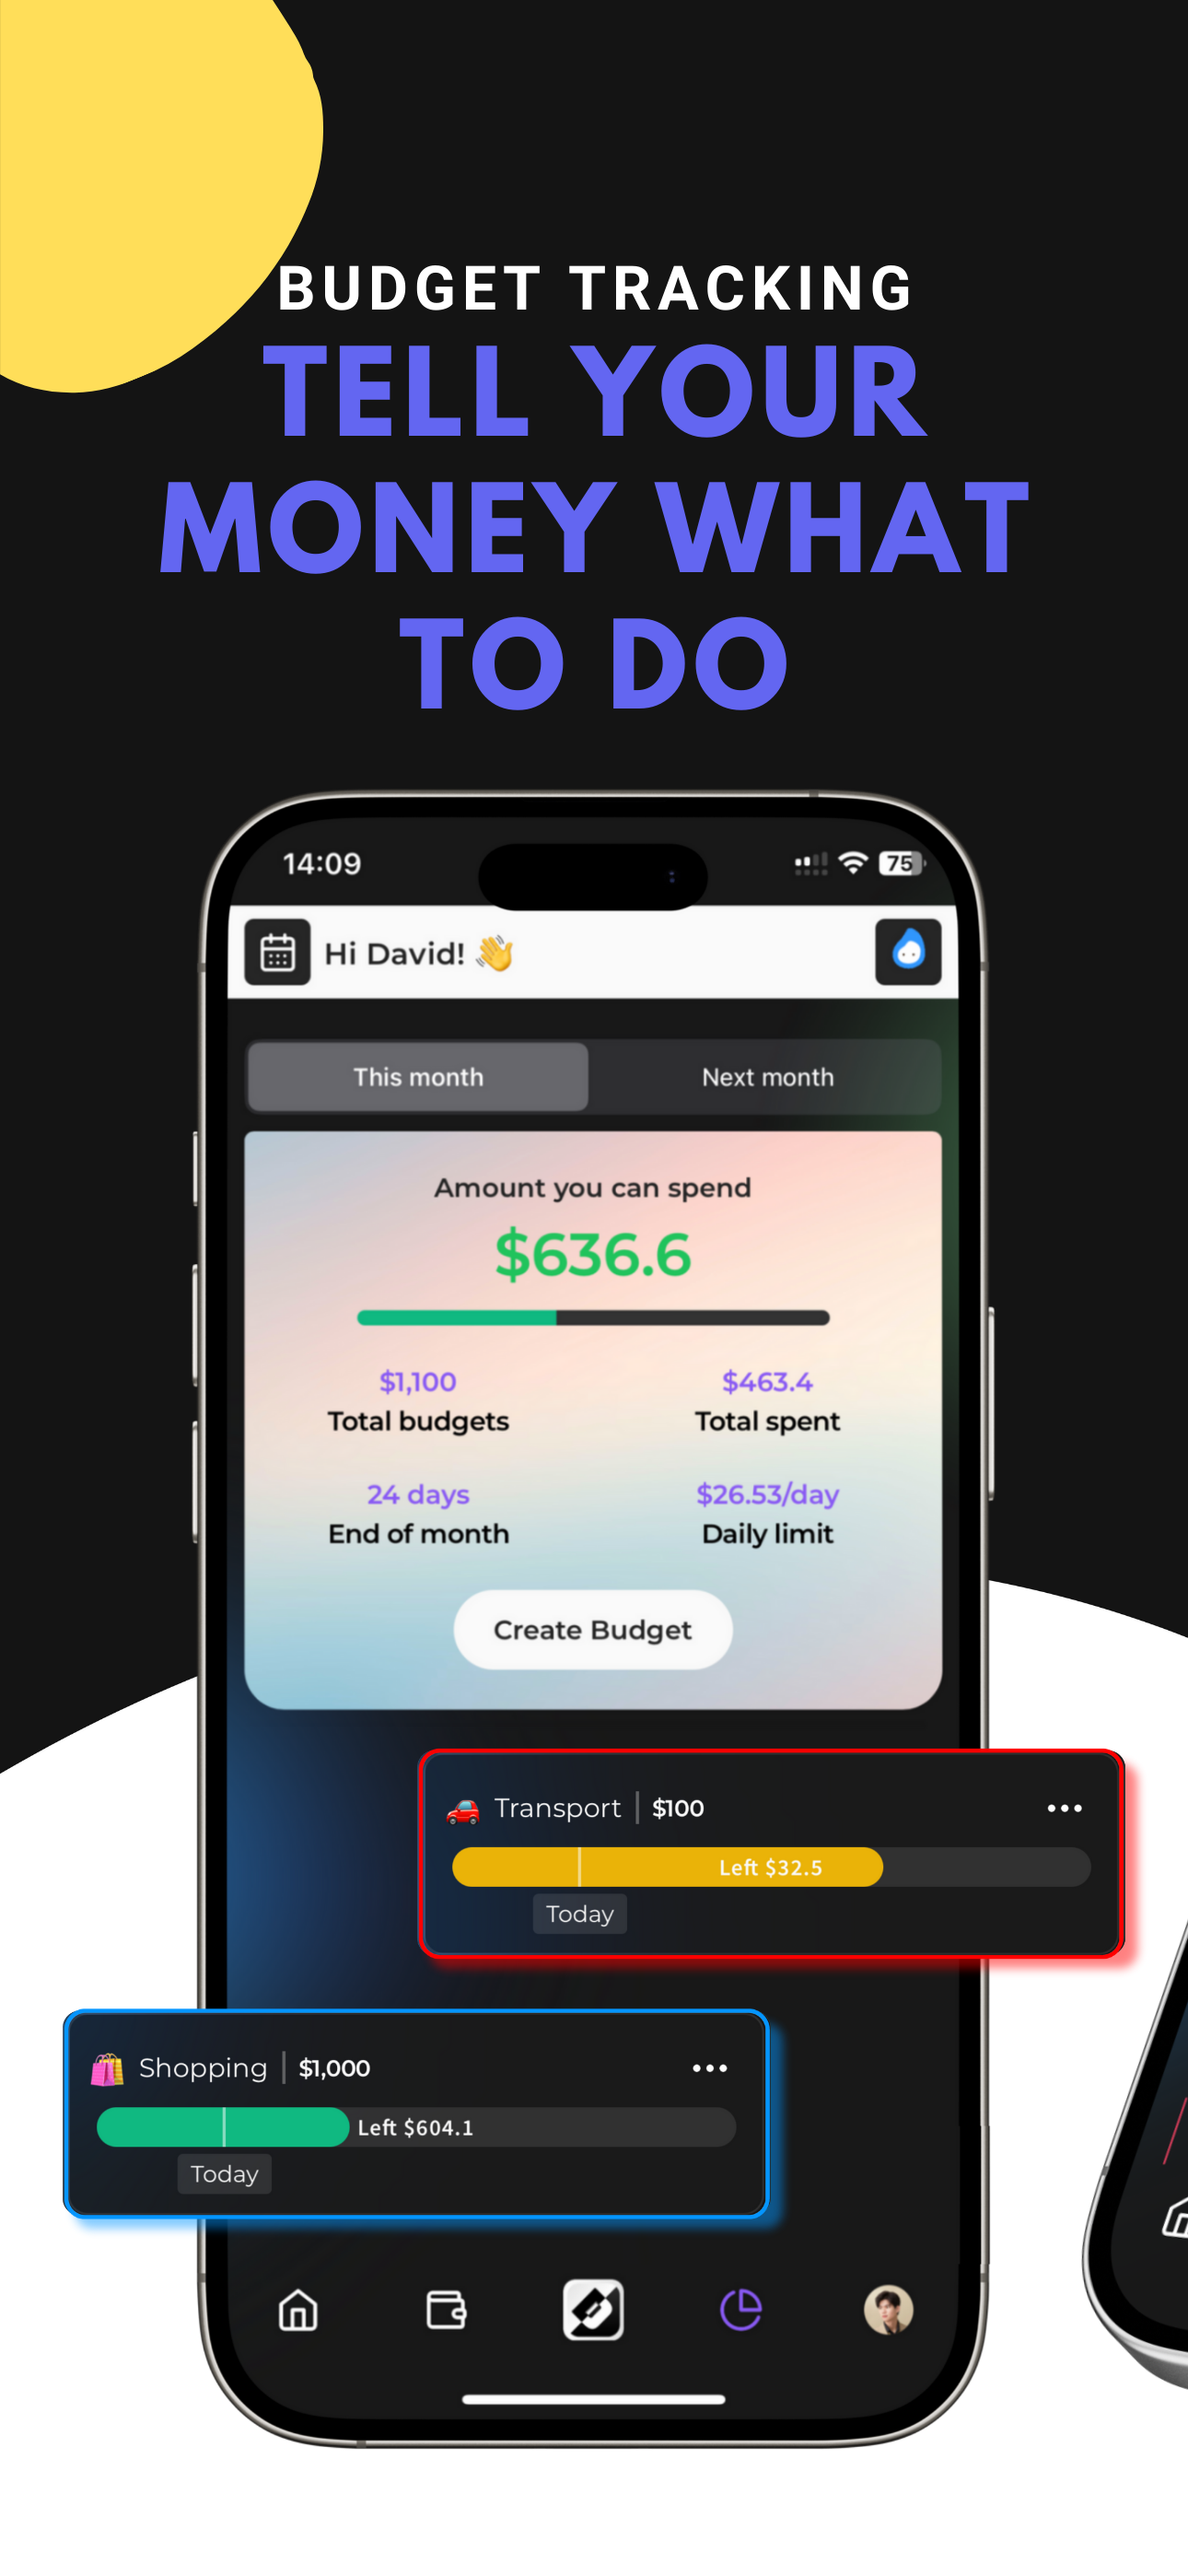 BUDGET TRACKING
TELL YOUR
MONEY WHAT
TO DO
14:09
75
Hi David! 👋
This month
Next month
Amount you can spend
$636.6
$1,100
$463.4
Total budgets
Total spent
24 days
$26.53/day
End of month
Daily limit
Create Budget
Transport | $100
Left $32.5
Today
Shopping | $1,000
Left $604.1
Today